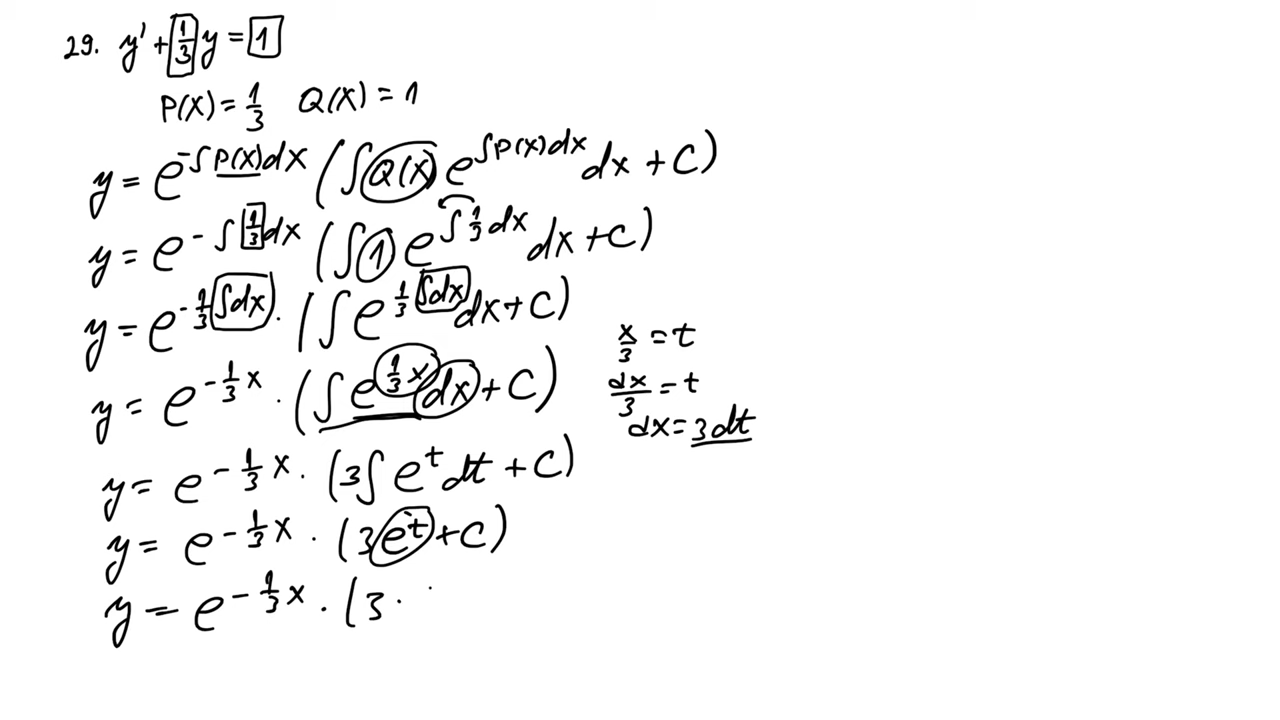 29. y' + 1/3 y = 1
P(X) = 1/3 Q(X) = 1
y = e^(-∫P(X)dX) (∫Q(X) e^(∫P(X)dX) dX + C)
y = e^(-∫1/3 dX) (∫1 e^(∫1/3 dX) dX + C)
y = e^(-1/3 ∫dX) · (∫e^(1/3 ∫dX) dX + C)
y = e^(-1/3 X) · (∫e^(1/3 X) dX + C)
X/3 = t
dX/3 = t
dX = 3dt
y = e^(-1/3 X) · (3∫e^t dt + C)
y = e^(-1/3 X) · (3e^t + C)
y = e^(-1/3 X) · (3 ·